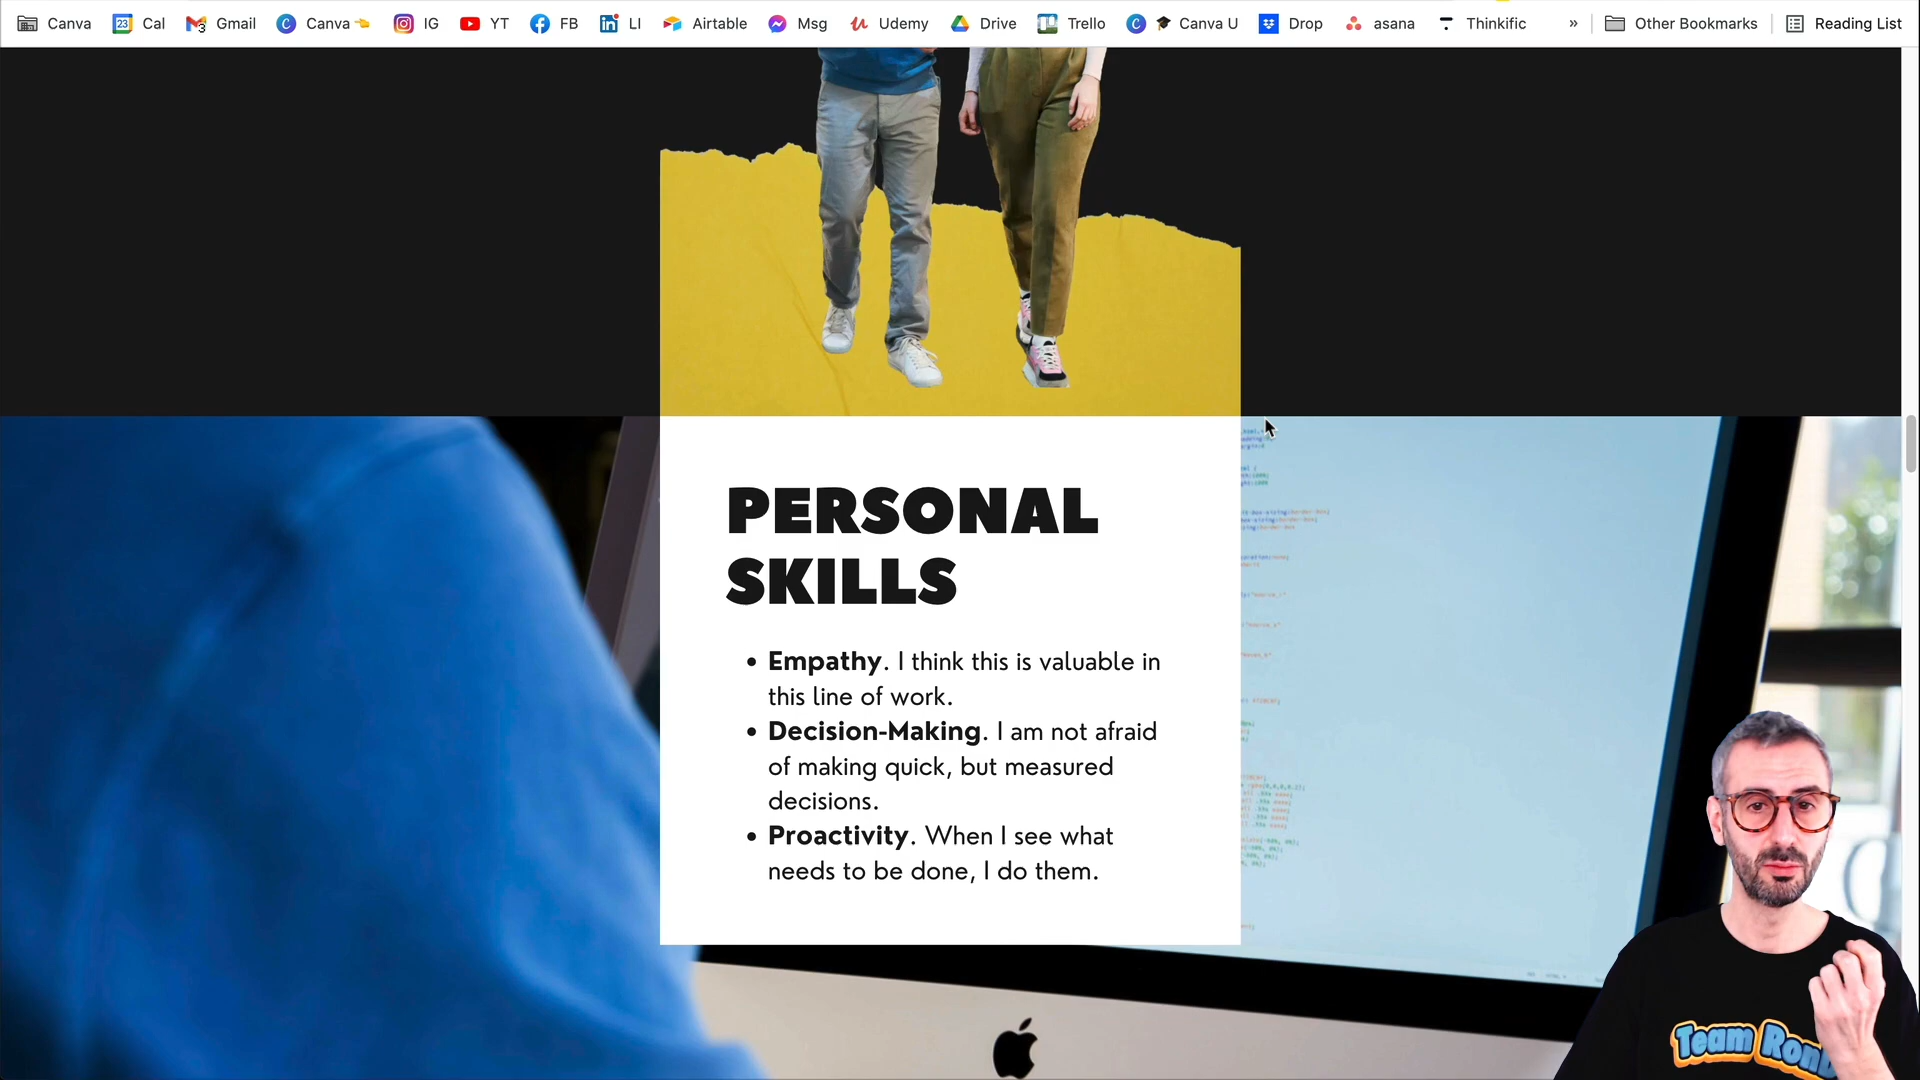 Canva Cal Gmail Canva IG YT FB LI Airtable Msg Udemy Drive Trello Canva U Drop asana Thinkific » Other Bookmarks Reading List
PERSONAL
SKILLS
• Empathy. I think this is valuable in
this line of work.
• Decision-Making. I am not afraid
of making quick, but measured
decisions.
• Proactivity. When I see what
needs to be done, I do them.
Team